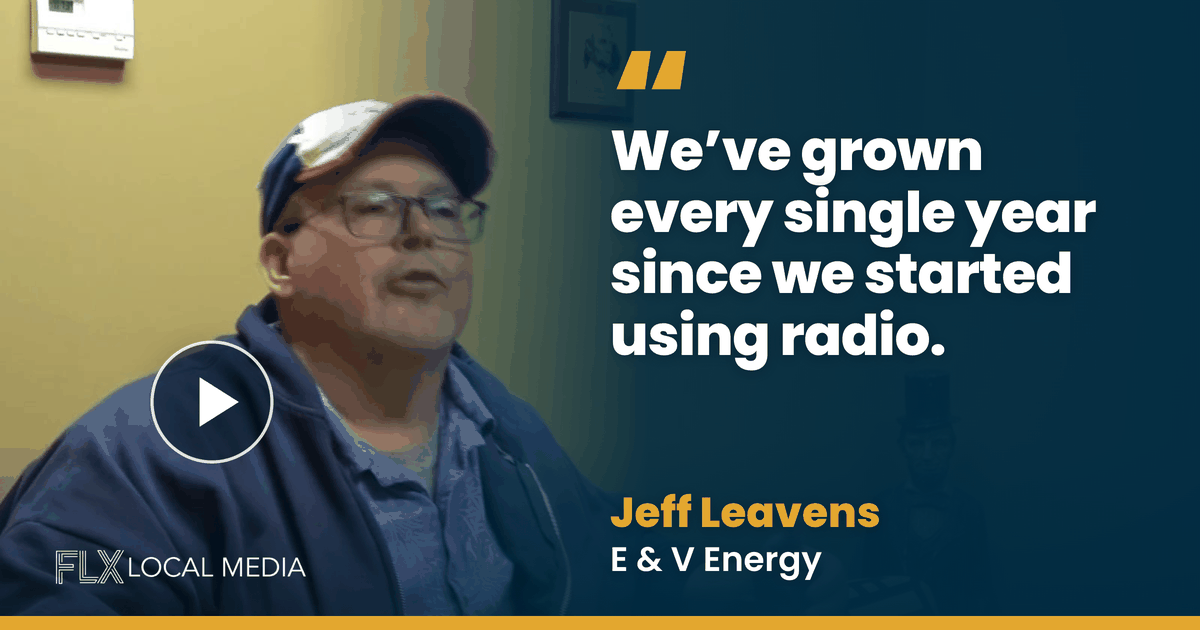 “
We’ve grown
every single year
since we started
using radio.
Jeff Leavens
E & V Energy
FLX LOCAL MEDIA